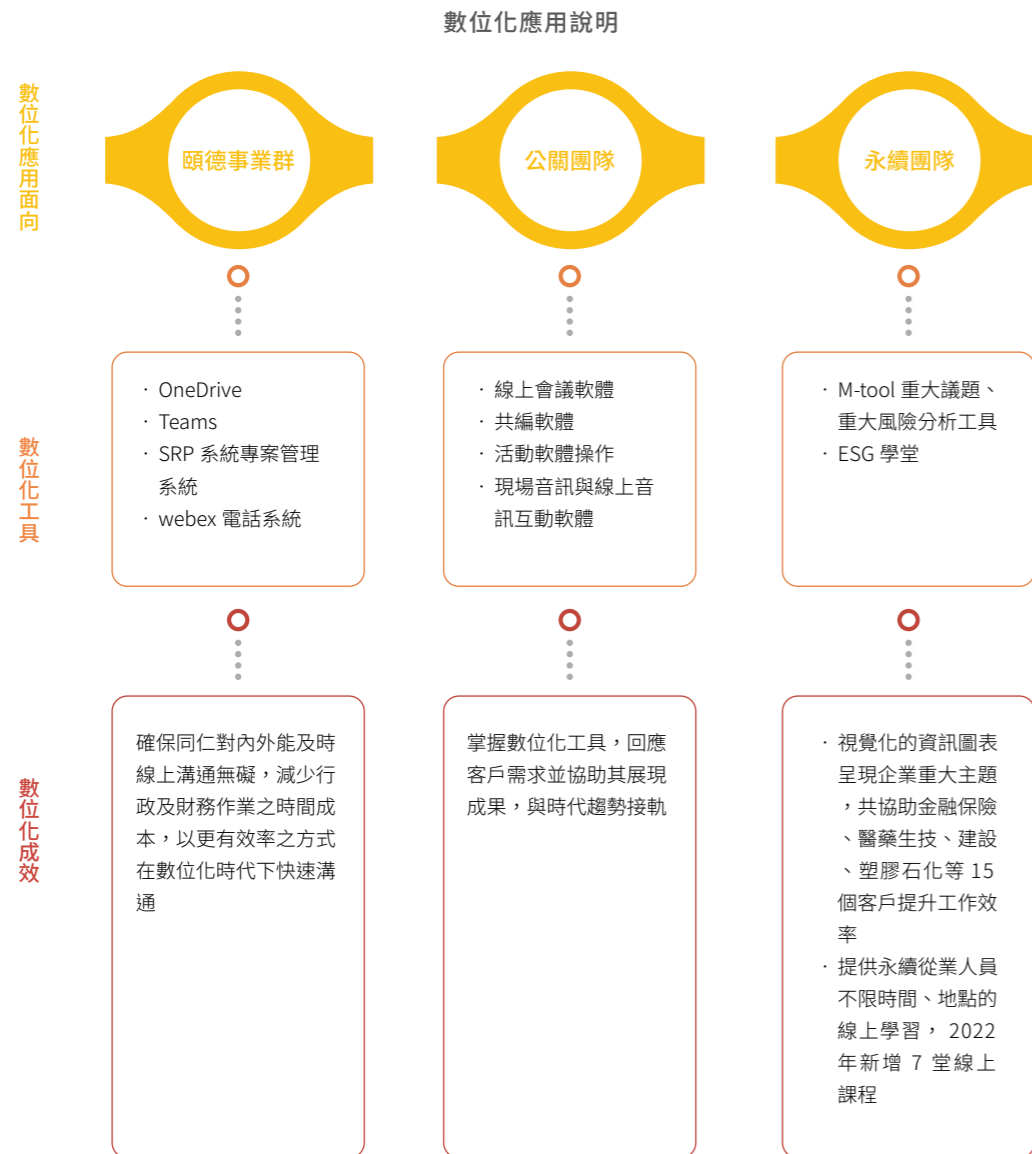 數位化應用說明
數位化應用面向
頤德事業群
公關團隊
永續團隊
數位化工具
· OneDrive
· Teams
· SRP 系統專案管理
系統
· webex 電話系統
· 線上會議軟體
· 共編軟體
· 活動軟體操作
· 現場音訊與線上音
訊互動軟體
· M-tool 重大議題、
重大風險分析工具
· ESG 學堂
數位化成效
確保同仁對內外能及時
線上溝通無礙，減少行
政及財務作業之時間成
本，以更有效率之方式
在數位化時代下快速溝
通
掌握數位化工具，回應
客戶需求並協助其展現
成果，與時代趨勢接軌
· 視覺化的資訊圖表
呈現企業重大主題
，共協助金融保險
、醫藥生技、建設
、塑膠石化等 15
個客戶提升工作效
率
· 提供永續從業人員
不限時間、地點的
線上學習， 2022
年新增 7 堂線上
課程